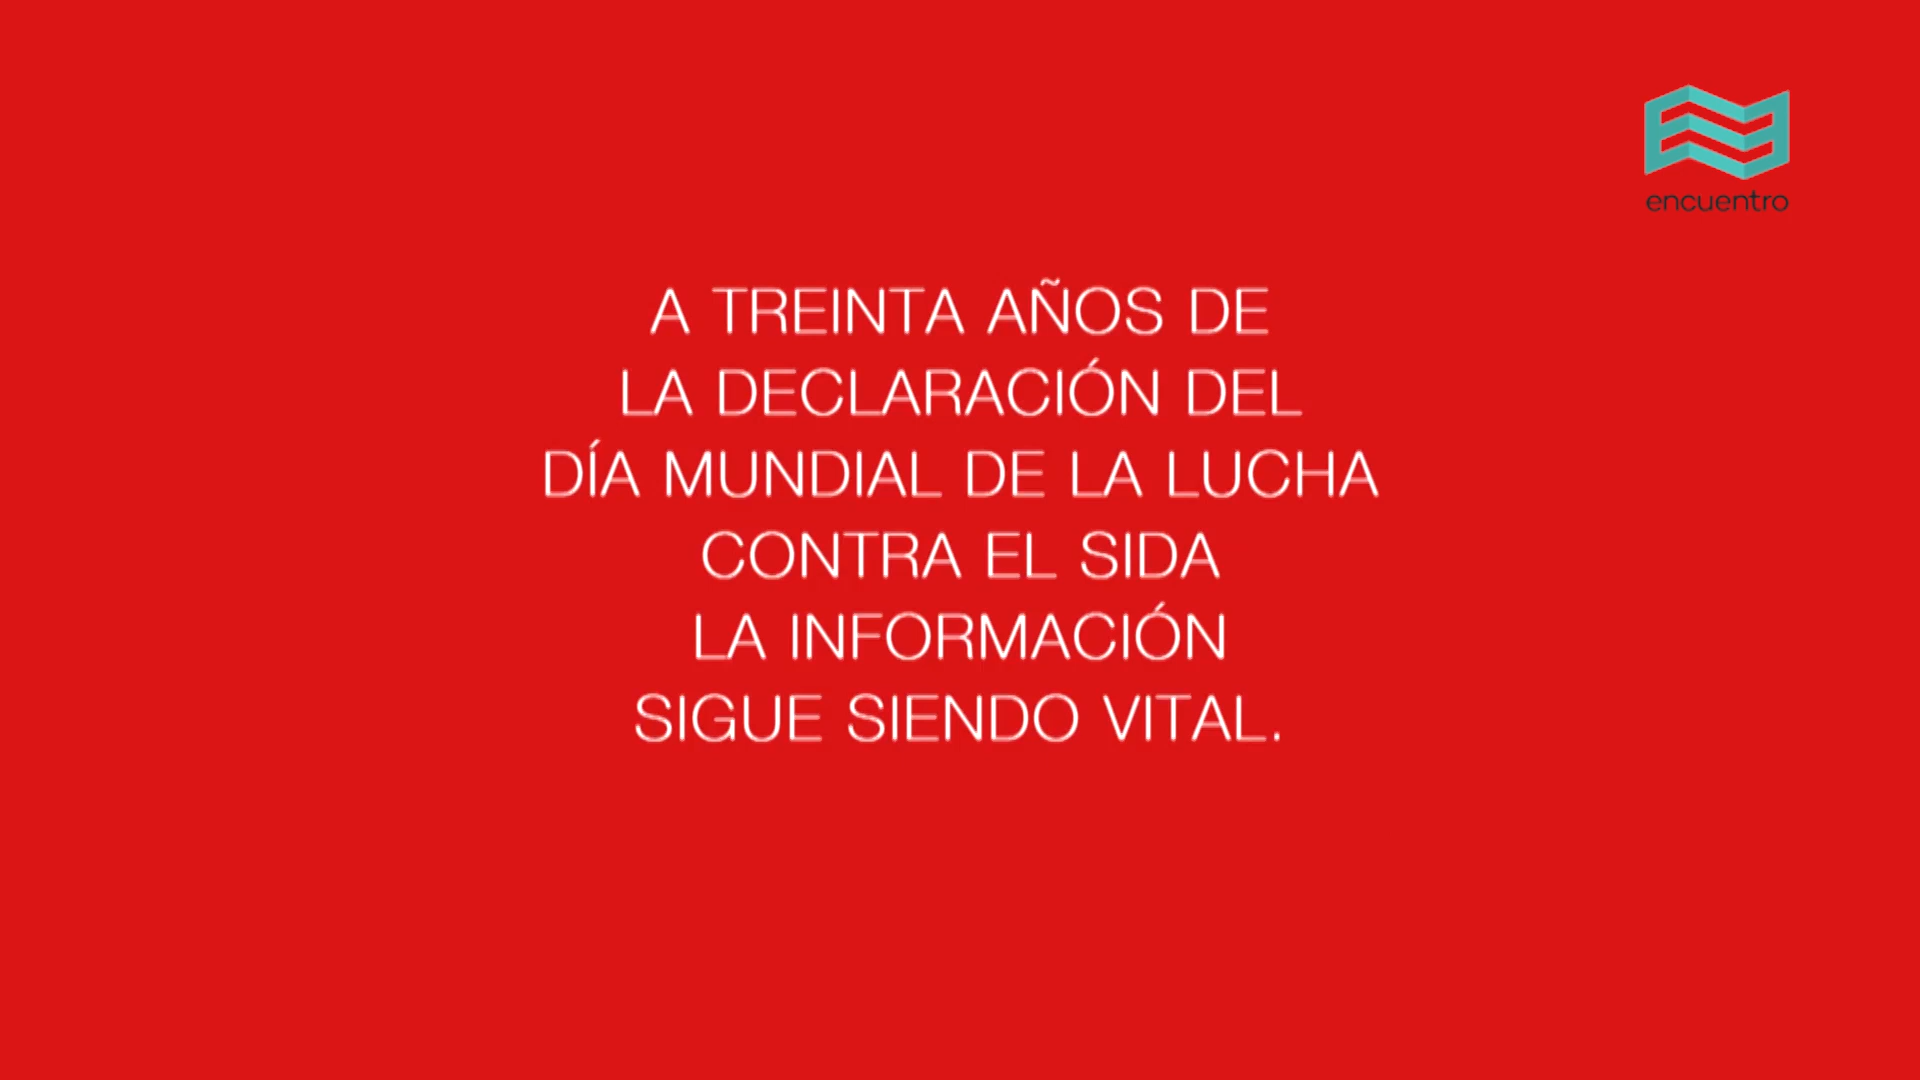 encuentro
A TREINTA AÑOS DE
LA DECLARACIÓN DEL
DÍA MUNDIAL DE LA LUCHA
CONTRA EL SIDA
LA INFORMACIÓN
SIGUE SIENDO VITAL.